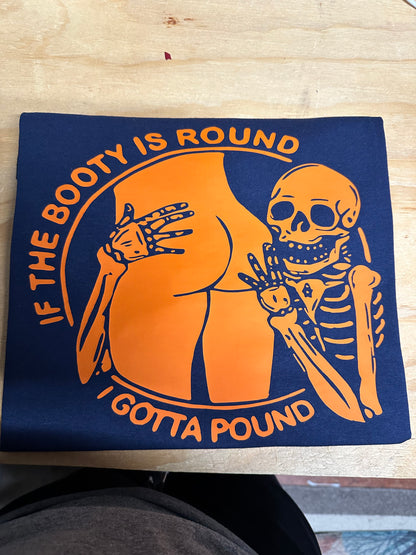 IF THE BOOTY IS ROUND
I GOTTA POUND